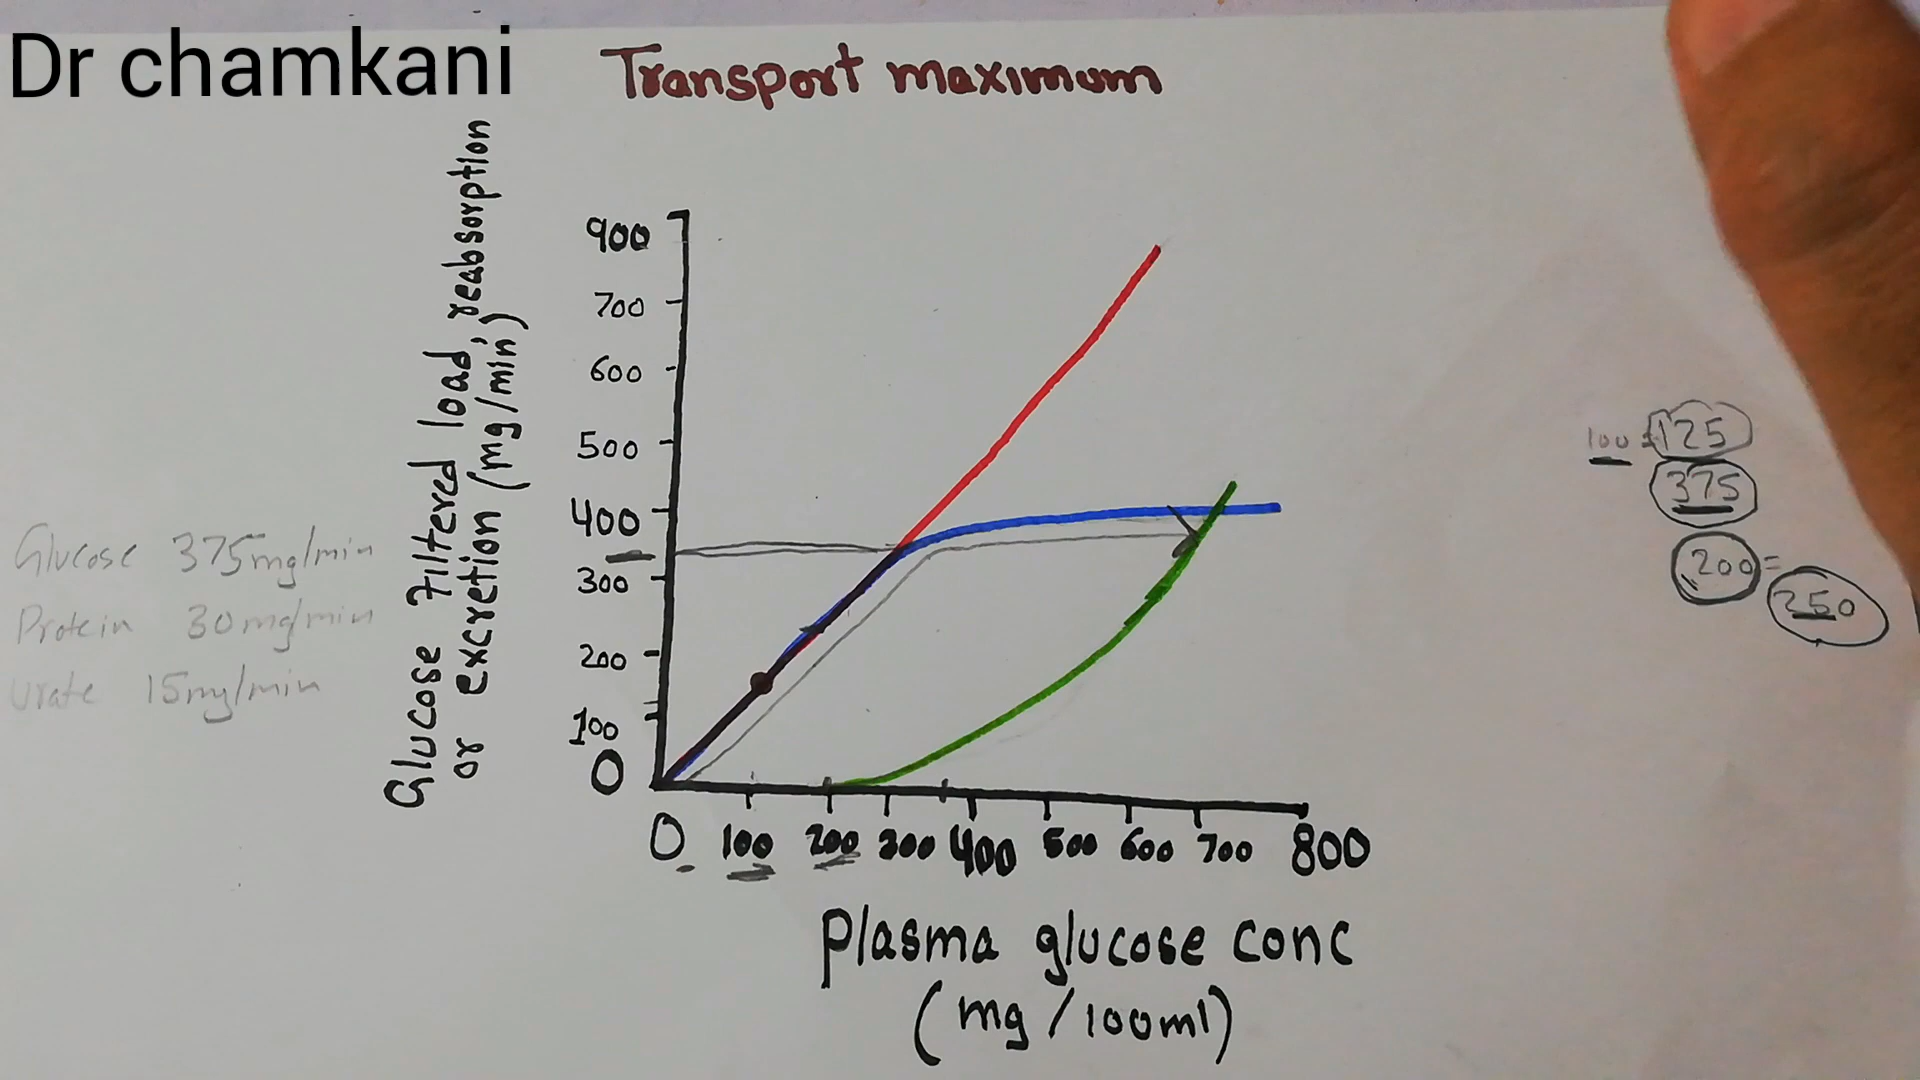 Dr chamkani
Transport maximum
Glucose filtered load, reabsorption
or excretion (mg/min)
900
700
600
500
400
300
200
100
0
0 100 200 300 400 500 600 700 800
Plasma glucose conc
(mg/100ml)
Glucose 375mg/min
Protein 30mg/min
Urate 15mg/min
100 = 125
375
200 =
250